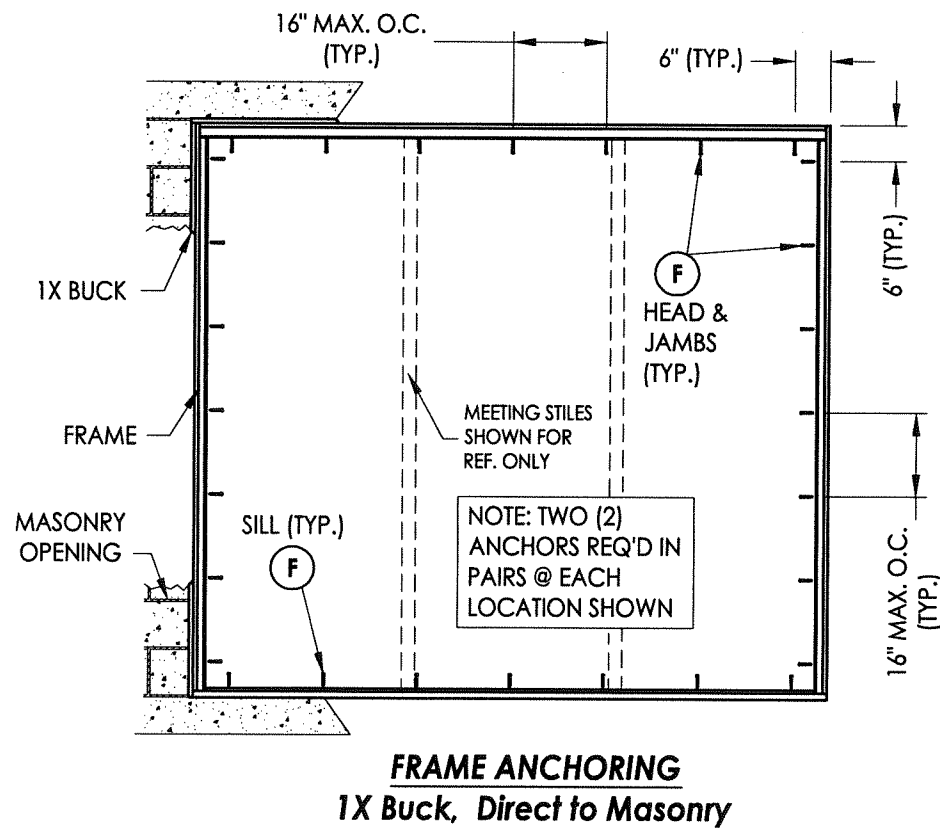 16" MAX. O.C.
(TYP.)
6" (TYP.)
6" (TYP.)
1X BUCK
F
HEAD &
JAMBS
(TYP.)
FRAME
MEETING STILES
SHOWN FOR
REF. ONLY
MASONRY
OPENING
SILL (TYP.)
F
NOTE: TWO (2)
ANCHORS REQ'D IN
PAIRS @ EACH
LOCATION SHOWN
16" MAX. O.C.
(TYP.)
FRAME ANCHORING
1X Buck, Direct to Masonry